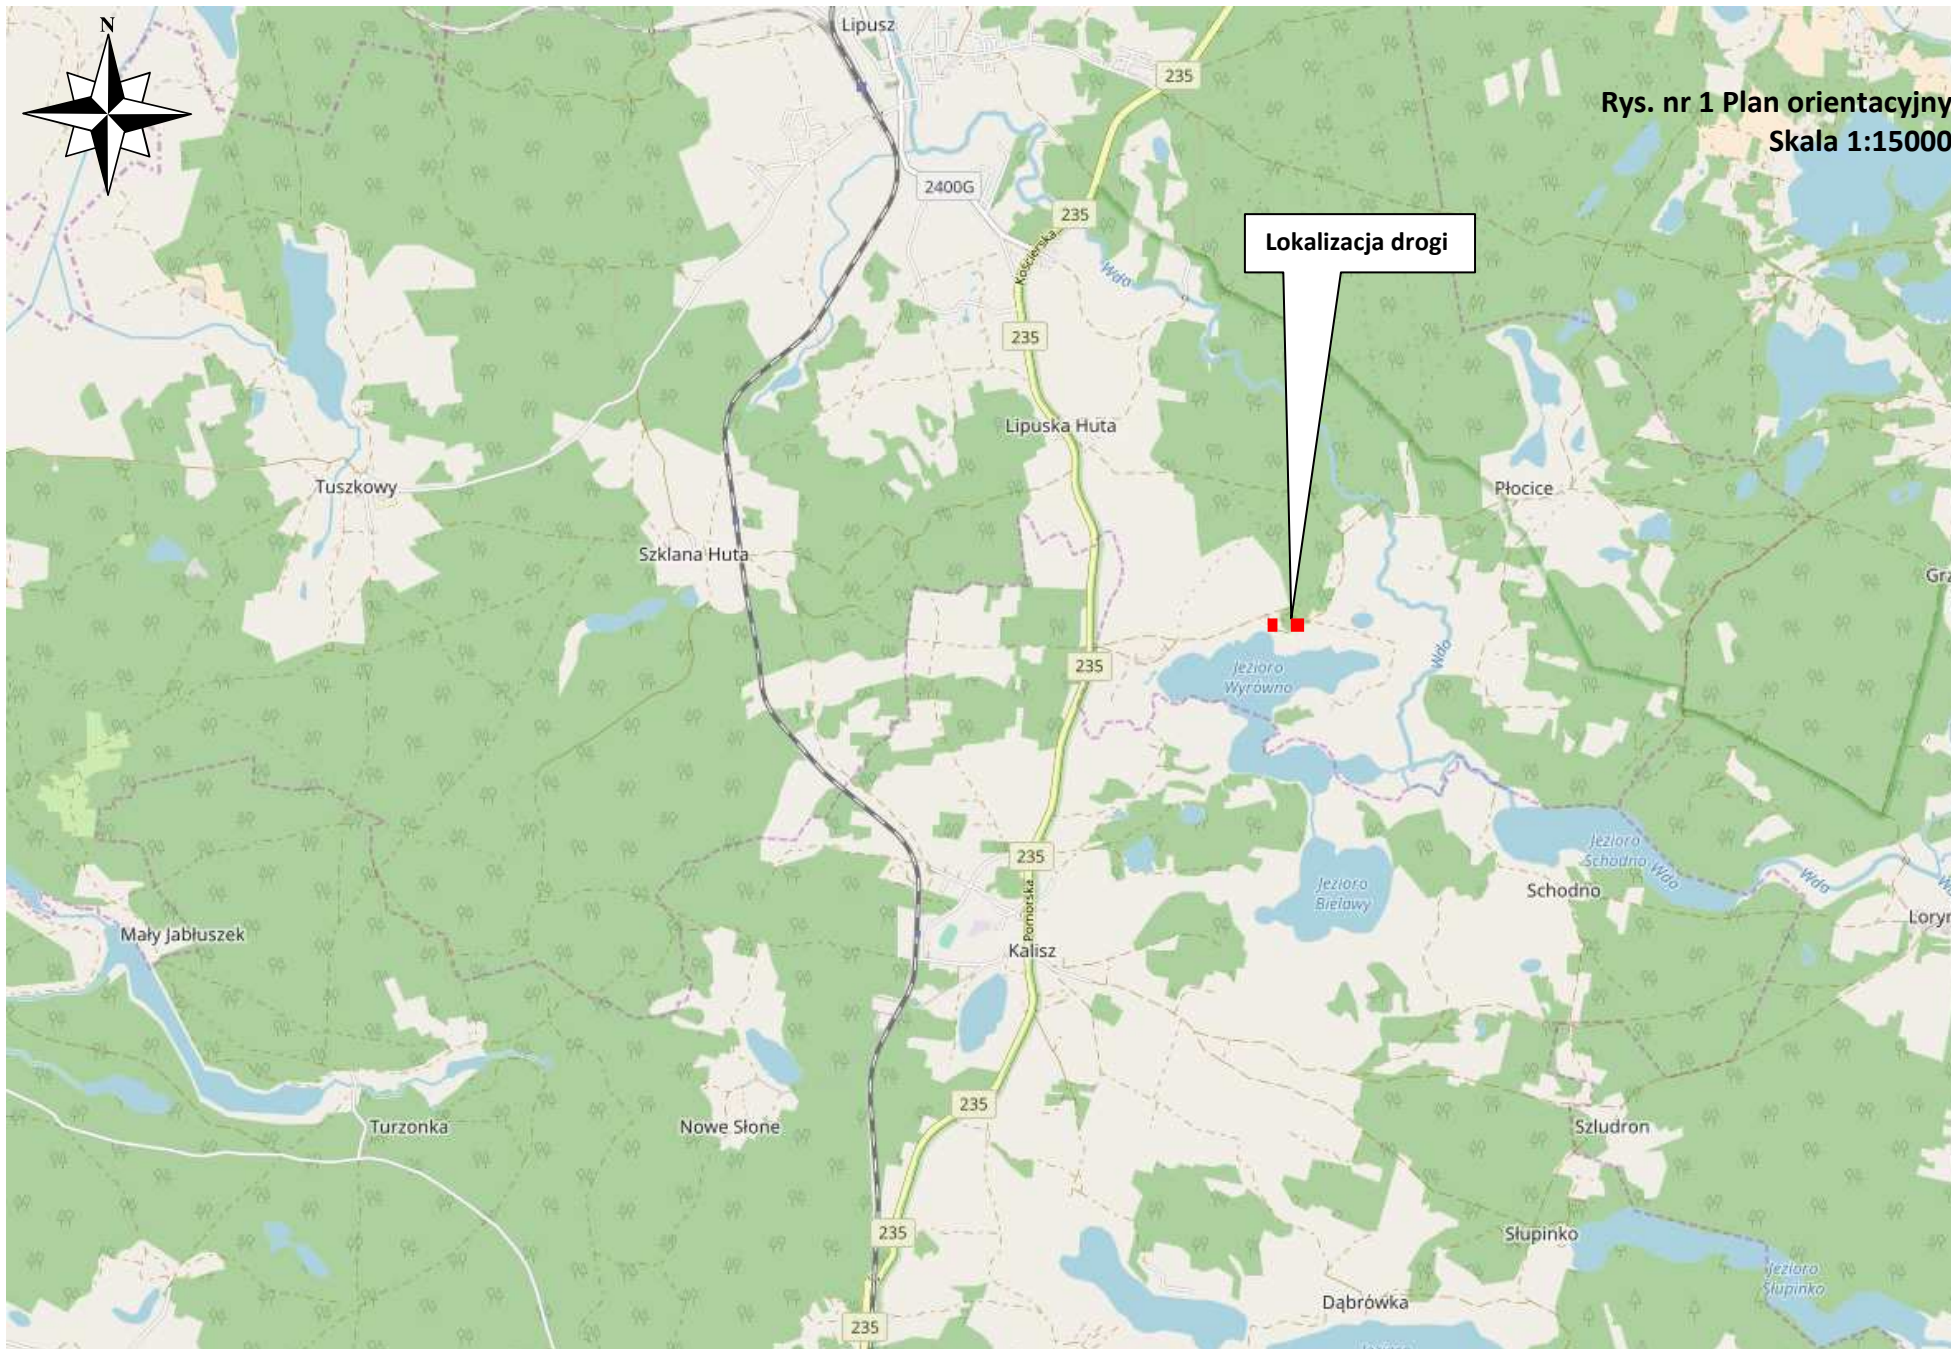 N
Lipusz
235
Rys. nr 1 Plan orientacyjny
Skala 1:15000
2400G
235
Lokalizacja drogi
Kościerska
Wda
235
Lipuska Huta
Tuszkowy
Płocice
Szklana Huta
Grz
235
Jezioro
Wyrówno
Wda
235
Jezioro
Schodno
Wda
Wda
Jezioro
Bielawy
Schodno
Pomorska
Loryn
Mały Jabłuszek
Kalisz
235
Turzonka
Nowe Słone
Szludron
235
Słupinko
Jezioro
Słupinko
Dąbrówka
235